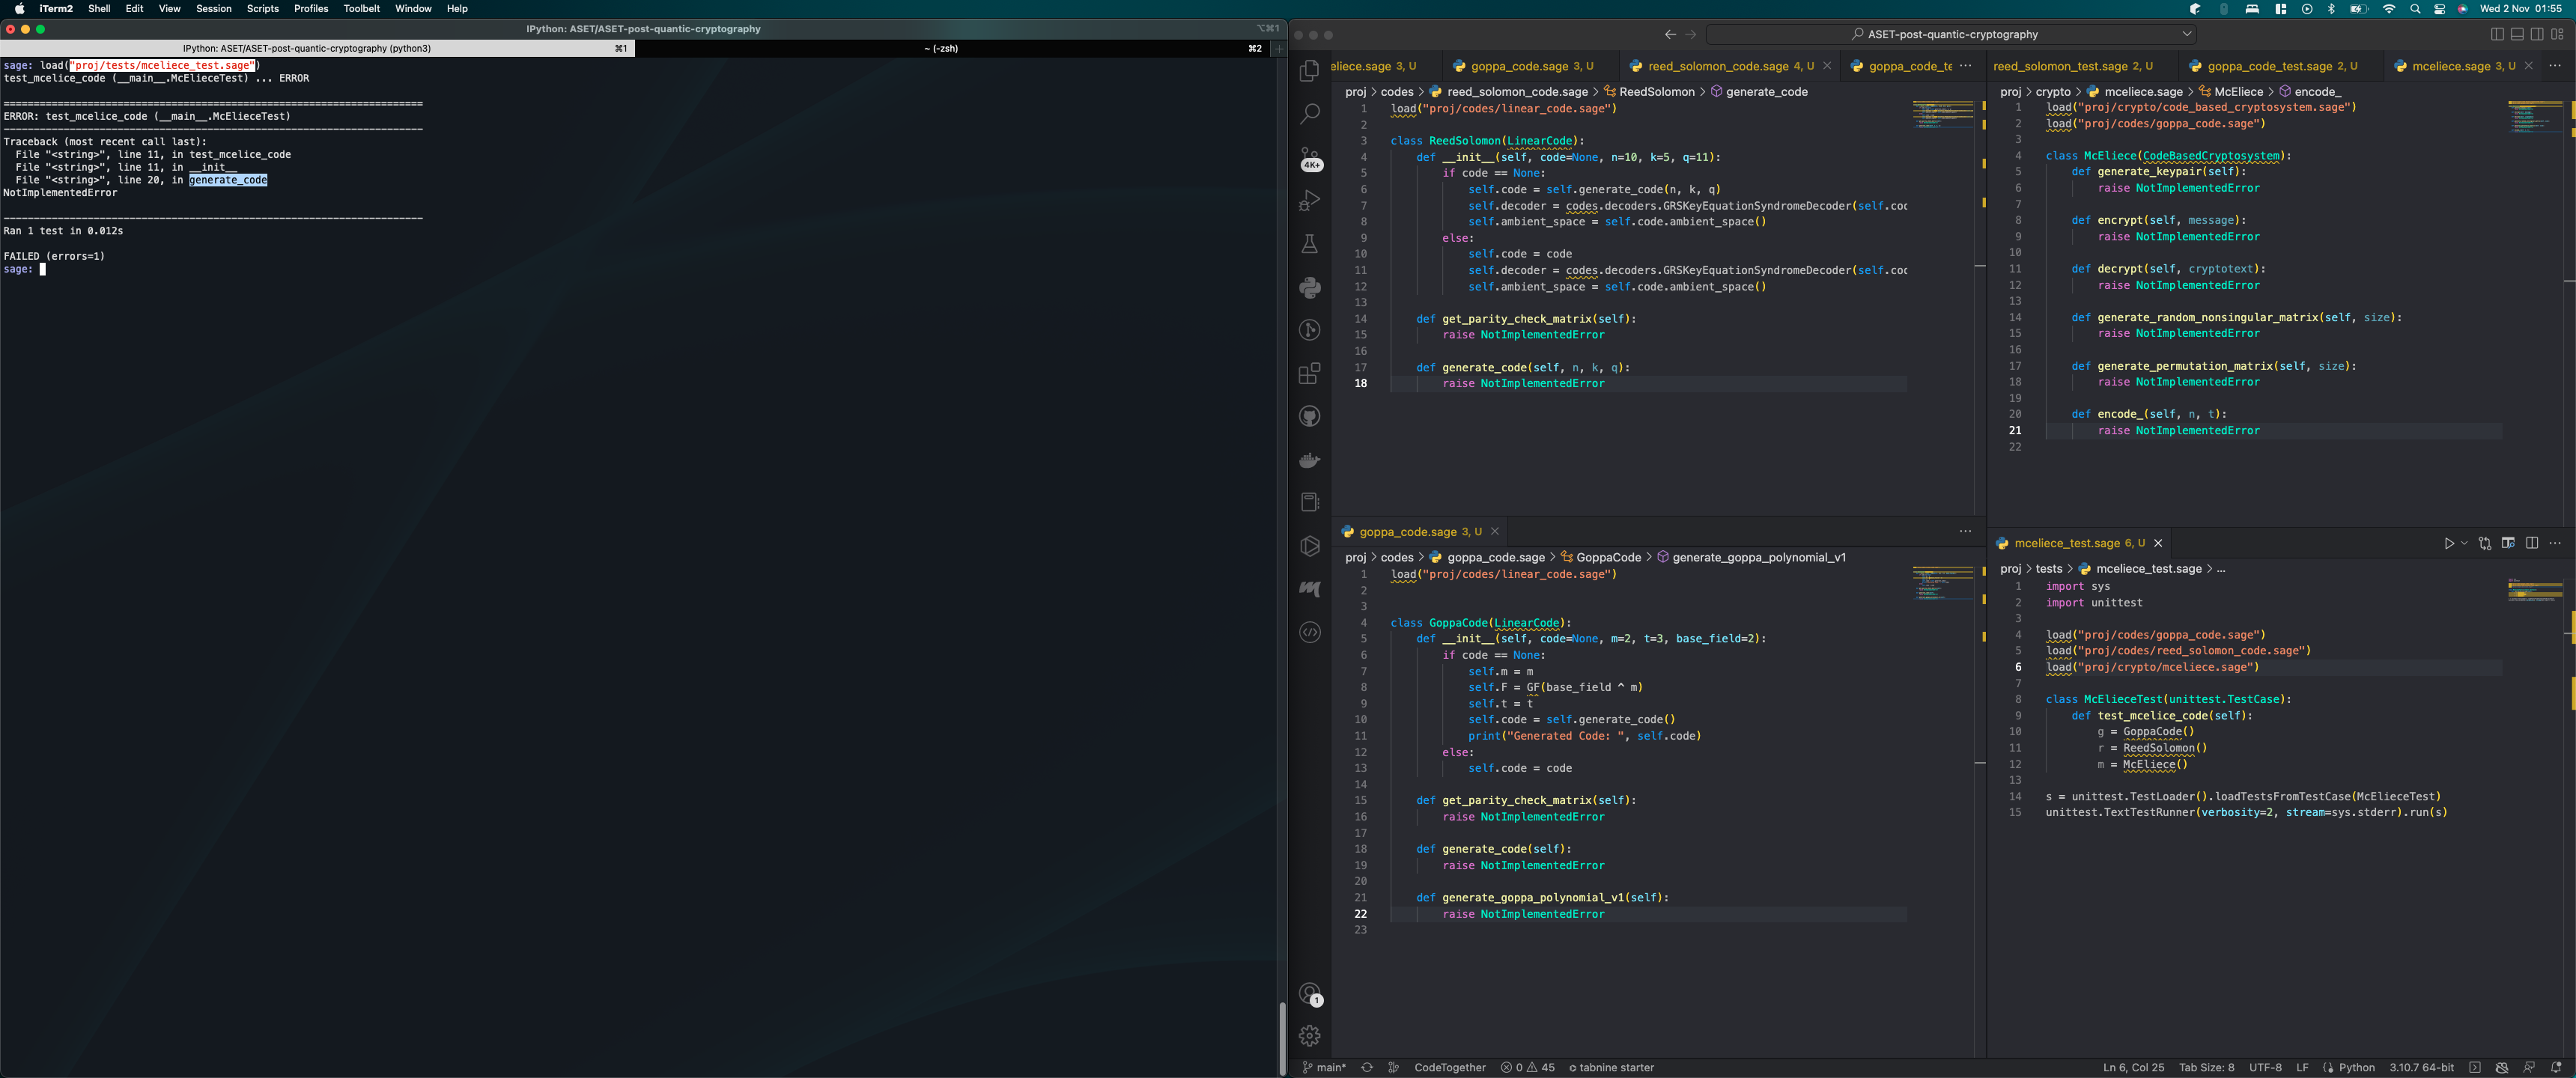 iTerm2 Shell Edit View Session Scripts Profiles Toolbelt Window Help
Wed 2 Nov 01:55
IPython: ASET/ASET-post-quantic-cryptography
⌥⌘1
IPython: ASET/ASET-post-quantic-cryptography (python3) ⌘1
~ (-zsh) ⌘2
sage: load("proj/tests/mceliece_test.sage")
test_mcelice_code (__main__.McElieceTest) ... ERROR
======================================================================
ERROR: test_mcelice_code (__main__.McElieceTest)
----------------------------------------------------------------------
Traceback (most recent call last):
  File "<string>", line 11, in test_mcelice_code
  File "<string>", line 11, in __init__
  File "<string>", line 20, in generate_code
NotImplementedError
----------------------------------------------------------------------
Ran 1 test in 0.012s
FAILED (errors=1)
sage:
ASET-post-quantic-cryptography
4K+
1
eliece.sage 3, U goppa_code.sage 3, U reed_solomon_code.sage 4, U goppa_code_te
proj > codes > reed_solomon_code.sage > ReedSolomon > generate_code
1 load("proj/codes/linear_code.sage")
2
3 class ReedSolomon(LinearCode):
4     def __init__(self, code=None, n=10, k=5, q=11):
5         if code == None:
6             self.code = self.generate_code(n, k, q)
7             self.decoder = codes.decoders.GRSKeyEquationSyndromeDecoder(self.coc
8             self.ambient_space = self.code.ambient_space()
9         else:
10             self.code = code
11             self.decoder = codes.decoders.GRSKeyEquationSyndromeDecoder(self.coc
12             self.ambient_space = self.code.ambient_space()
13
14     def get_parity_check_matrix(self):
15         raise NotImplementedError
16
17     def generate_code(self, n, k, q):
18         raise NotImplementedError
goppa_code.sage 3, U
proj > codes > goppa_code.sage > GoppaCode > generate_goppa_polynomial_v1
1 load("proj/codes/linear_code.sage")
2
3
4 class GoppaCode(LinearCode):
5     def __init__(self, code=None, m=2, t=3, base_field=2):
6         if code == None:
7             self.m = m
8             self.F = GF(base_field ^ m)
9             self.t = t
10             self.code = self.generate_code()
11             print("Generated Code: ", self.code)
12         else:
13             self.code = code
14
15     def get_parity_check_matrix(self):
16         raise NotImplementedError
17
18     def generate_code(self):
19         raise NotImplementedError
20
21     def generate_goppa_polynomial_v1(self):
22         raise NotImplementedError
23
reed_solomon_test.sage 2, U goppa_code_test.sage 2, U mceliece.sage 3, U
proj > crypto > mceliece.sage > McEliece > encode_
1 load("proj/crypto/code_based_cryptosystem.sage")
2 load("proj/codes/goppa_code.sage")
3
4 class McEliece(CodeBasedCryptosystem):
5     def generate_keypair(self):
6         raise NotImplementedError
7
8     def encrypt(self, message):
9         raise NotImplementedError
10
11     def decrypt(self, cryptotext):
12         raise NotImplementedError
13
14     def generate_random_nonsingular_matrix(self, size):
15         raise NotImplementedError
16
17     def generate_permutation_matrix(self, size):
18         raise NotImplementedError
19
20     def encode_(self, n, t):
21         raise NotImplementedError
22
mceliece_test.sage 6, U
proj > tests > mceliece_test.sage > ...
1 import sys
2 import unittest
3
4 load("proj/codes/goppa_code.sage")
5 load("proj/codes/reed_solomon_code.sage")
6 load("proj/crypto/mceliece.sage")
7
8 class McElieceTest(unittest.TestCase):
9     def test_mcelice_code(self):
10         g = GoppaCode()
11         r = ReedSolomon()
12         m = McEliece()
13
14 s = unittest.TestLoader().loadTestsFromTestCase(McElieceTest)
15 unittest.TextTestRunner(verbosity=2, stream=sys.stderr).run(s)
main* CodeTogether 0 45 tabnine starter
Ln 6, Col 25 Tab Size: 8 UTF-8 LF Python 3.10.7 64-bit